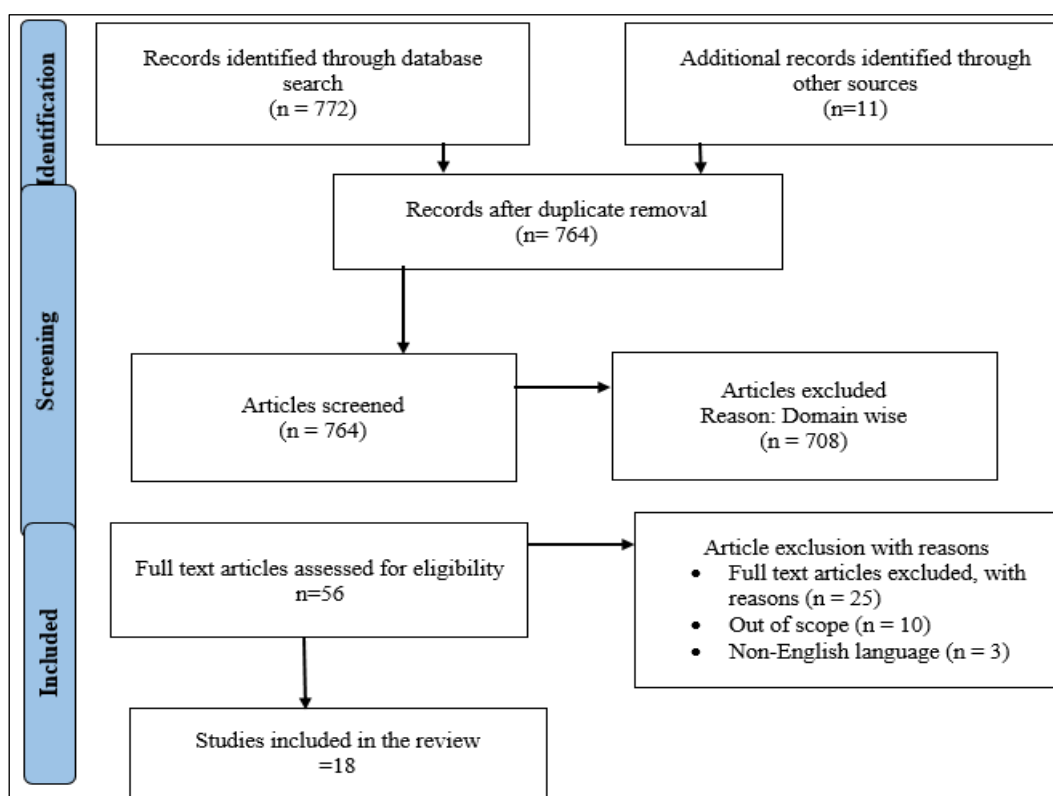 Identification
Records identified through database
search
(n = 772)
Additional records identified through
other sources
(n=11)
Screening
Records after duplicate removal
(n= 764)
Articles screened
(n = 764)
Articles excluded
Reason: Domain wise
(n = 708)
Included
Full text articles assessed for eligibility
n=56
Article exclusion with reasons
• Full text articles excluded, with
reasons (n = 25)
• Out of scope (n = 10)
• Non-English language (n = 3)
Studies included in the review
=18